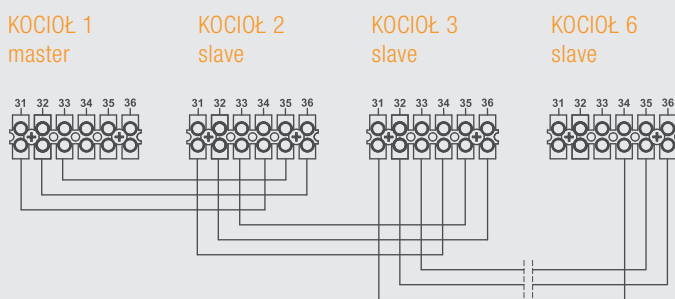 KOCIOŁ 1
master
KOCIOŁ 2
slave
KOCIOŁ 3
slave
KOCIOŁ 6
slave
31 32 33 34 35 36
31 32 33 34 35 36
31 32 33 34 35 36
31 32 33 34 35 36